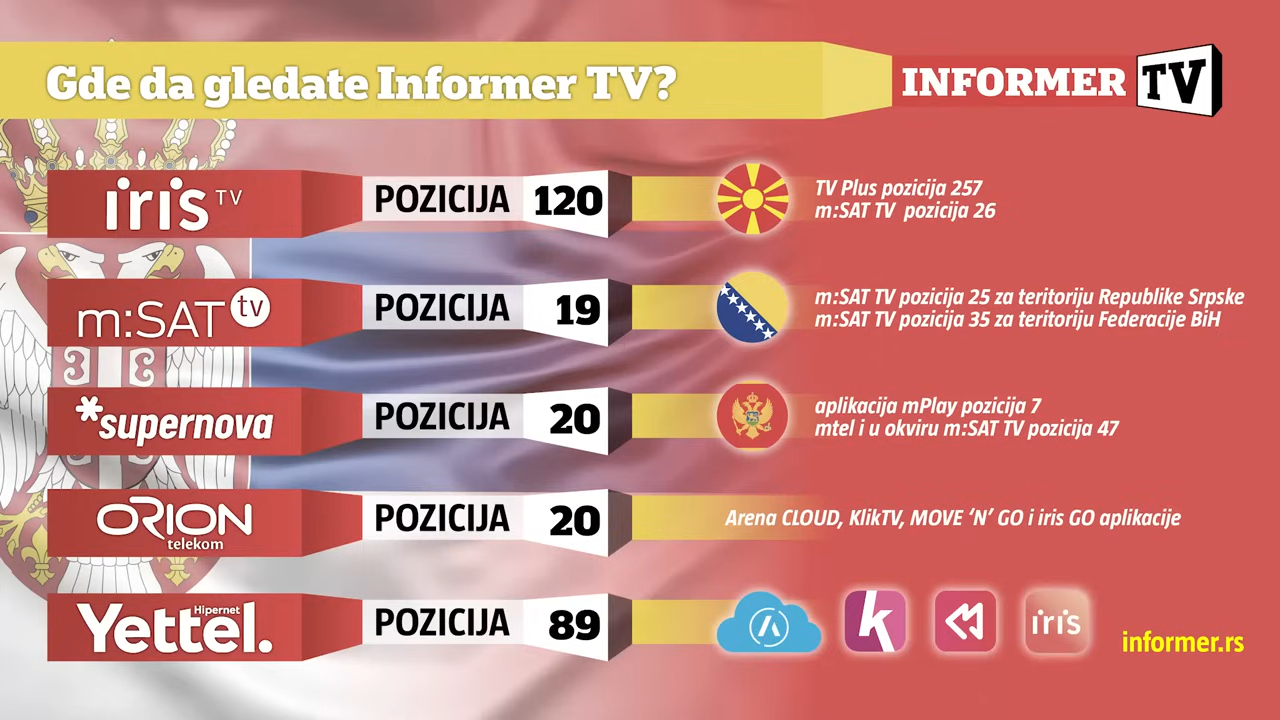 Gde da gledate Informer TV?
INFORMER TV
iris TV POZICIJA 120
TV Plus pozicija 257
m:SAT TV pozicija 26
m:SAT tv POZICIJA 19
m:SAT TV pozicija 25 za teritoriju Republike Srpske
m:SAT TV pozicija 35 za teritoriju Federacije BiH
*supernova POZICIJA 20
aplikacija mPlay pozicija 7
mtel i u okviru m:SAT TV pozicija 47
ORION telekom POZICIJA 20
Arena CLOUD, KlikTV, MOVE ‘N’ GO i iris GO aplikacije
Yettel. Hipernet POZICIJA 89
k
iris
informer.rs